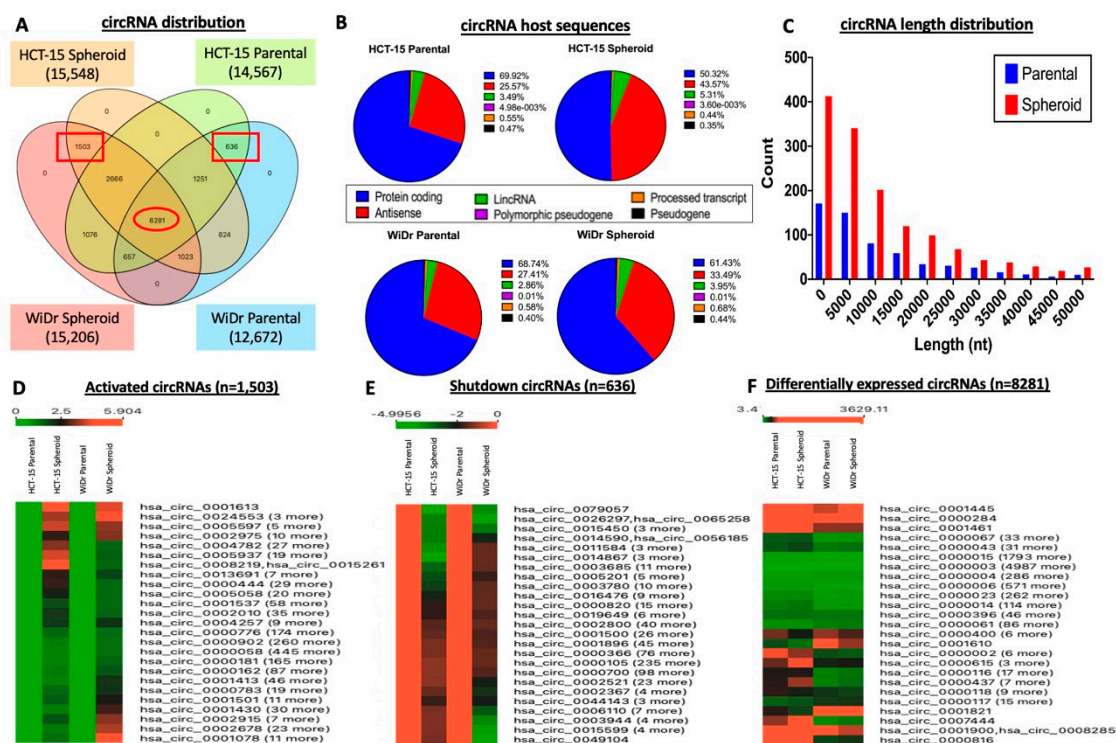 A
circRNA distribution
HCT-15 Spheroid
(15,548)
HCT-15 Parental
(14,567)
0
0
1503
0
636
0
0
2666
1251
8281
1076
824
657
1023
0
WiDr Spheroid
(15,206)
WiDr Parental
(12,672)
B
circRNA host sequences
HCT-15 Parental
69.92%
25.57%
3.49%
4.98e-003%
0.55%
0.47%
HCT-15 Spheroid
50.32%
43.57%
5.31%
3.60e-003%
0.44%
0.35%
Protein coding
LincRNA
Processed transcript
Antisense
Polymorphic pseudogene
Pseudogene
WiDr Parental
68.74%
27.41%
2.86%
0.01%
0.58%
0.40%
WiDr Spheroid
61.43%
33.49%
3.95%
0.01%
0.68%
0.44%
C
circRNA length distribution
Parental
Spheroid
Count
500
400
300
200
100
0
0
5000
10000
15000
20000
25000
30000
35000
40000
45000
50000
Length (nt)
D
Activated circRNAs (n=1,503)
0
2.5
5.904
HCT-15 Parental
HCT-15 Spheroid
WiDr Parental
WiDr Spheroid
hsa_circ_0001613
hsa_circ_0024553 (3 more)
hsa_circ_0005597 (5 more)
hsa_circ_0002975 (10 more)
hsa_circ_0004782 (27 more)
hsa_circ_0005937 (19 more)
hsa_circ_0008219,hsa_circ_0015261
hsa_circ_0013691 (7 more)
hsa_circ_0000444 (29 more)
hsa_circ_0005058 (20 more)
hsa_circ_0001537 (58 more)
hsa_circ_0002010 (35 more)
hsa_circ_0004257 (9 more)
hsa_circ_0000776 (174 more)
hsa_circ_0000902 (260 more)
hsa_circ_0000058 (445 more)
hsa_circ_0000181 (165 more)
hsa_circ_0000162 (87 more)
hsa_circ_0001413 (46 more)
hsa_circ_0000783 (19 more)
hsa_circ_0001501 (11 more)
hsa_circ_0001430 (30 more)
hsa_circ_0002915 (7 more)
hsa_circ_0002678 (23 more)
hsa_circ_0001078 (11 more)
E
Shutdown circRNAs (n=636)
-4.9956
-2
0
HCT-15 Parental
HCT-15 Spheroid
WiDr Parental
WiDr Spheroid
hsa_circ_0079057
hsa_circ_0026297,hsa_circ_0065258
hsa_circ_0015450 (3 more)
hsa_circ_0014590,hsa_circ_0056185
hsa_circ_0011584 (3 more)
hsa_circ_0014867 (3 more)
hsa_circ_0003685 (11 more)
hsa_circ_0005201 (5 more)
hsa_circ_0003780 (10 more)
hsa_circ_0016476 (9 more)
hsa_circ_0000820 (15 more)
hsa_circ_0019649 (6 more)
hsa_circ_0002800 (40 more)
hsa_circ_0001500 (26 more)
hsa_circ_0001896 (45 more)
hsa_circ_0000366 (76 more)
hsa_circ_0000105 (235 more)
hsa_circ_0000700 (98 more)
hsa_circ_0002521 (23 more)
hsa_circ_0002367 (4 more)
hsa_circ_0044143 (3 more)
hsa_circ_0006110 (7 more)
hsa_circ_0003944 (4 more)
hsa_circ_0015599 (4 more)
hsa_circ_0049104
F
Differentially expressed circRNAs (n=8281)
3.4
3629.11
HCT-15 Parental
HCT-15 Spheroid
WiDr Parental
WiDr Spheroid
hsa_circ_0001445
hsa_circ_0000284
hsa_circ_0001461
hsa_circ_0000067 (33 more)
hsa_circ_0000043 (31 more)
hsa_circ_0000015 (1793 more)
hsa_circ_0000003 (4987 more)
hsa_circ_0000004 (286 more)
hsa_circ_0000006 (571 more)
hsa_circ_0000023 (262 more)
hsa_circ_0000014 (114 more)
hsa_circ_0000396 (46 more)
hsa_circ_0000061 (86 more)
hsa_circ_0000400 (6 more)
hsa_circ_0001610
hsa_circ_0000002 (6 more)
hsa_circ_0000615 (3 more)
hsa_circ_0000116 (17 more)
hsa_circ_0000437 (7 more)
hsa_circ_0000118 (9 more)
hsa_circ_0000117 (15 more)
hsa_circ_0001821
hsa_circ_0007444
hsa_circ_0001900,hsa_circ_0008285
hsa_circ_0000816